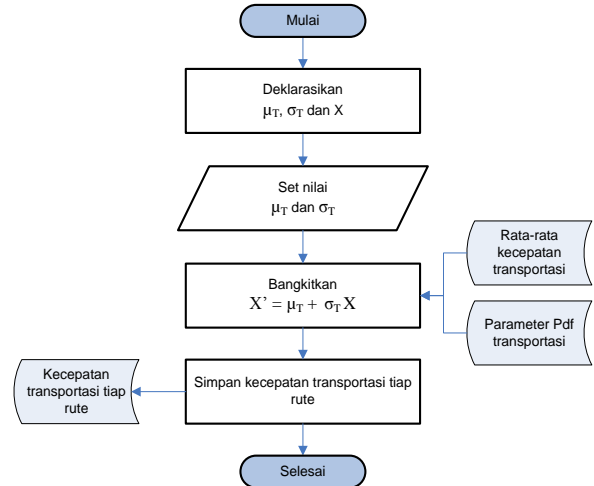 Mulai
Deklarasikan
μT, σT dan X
Set nilai
μT dan σT
Rata-rata
kecepatan
transportasi
Bangkitkan
X’ = μT + σT X
Parameter Pdf
transportasi
Kecepatan
transportasi tiap
rute
Simpan kecepatan transportasi tiap
rute
Selesai